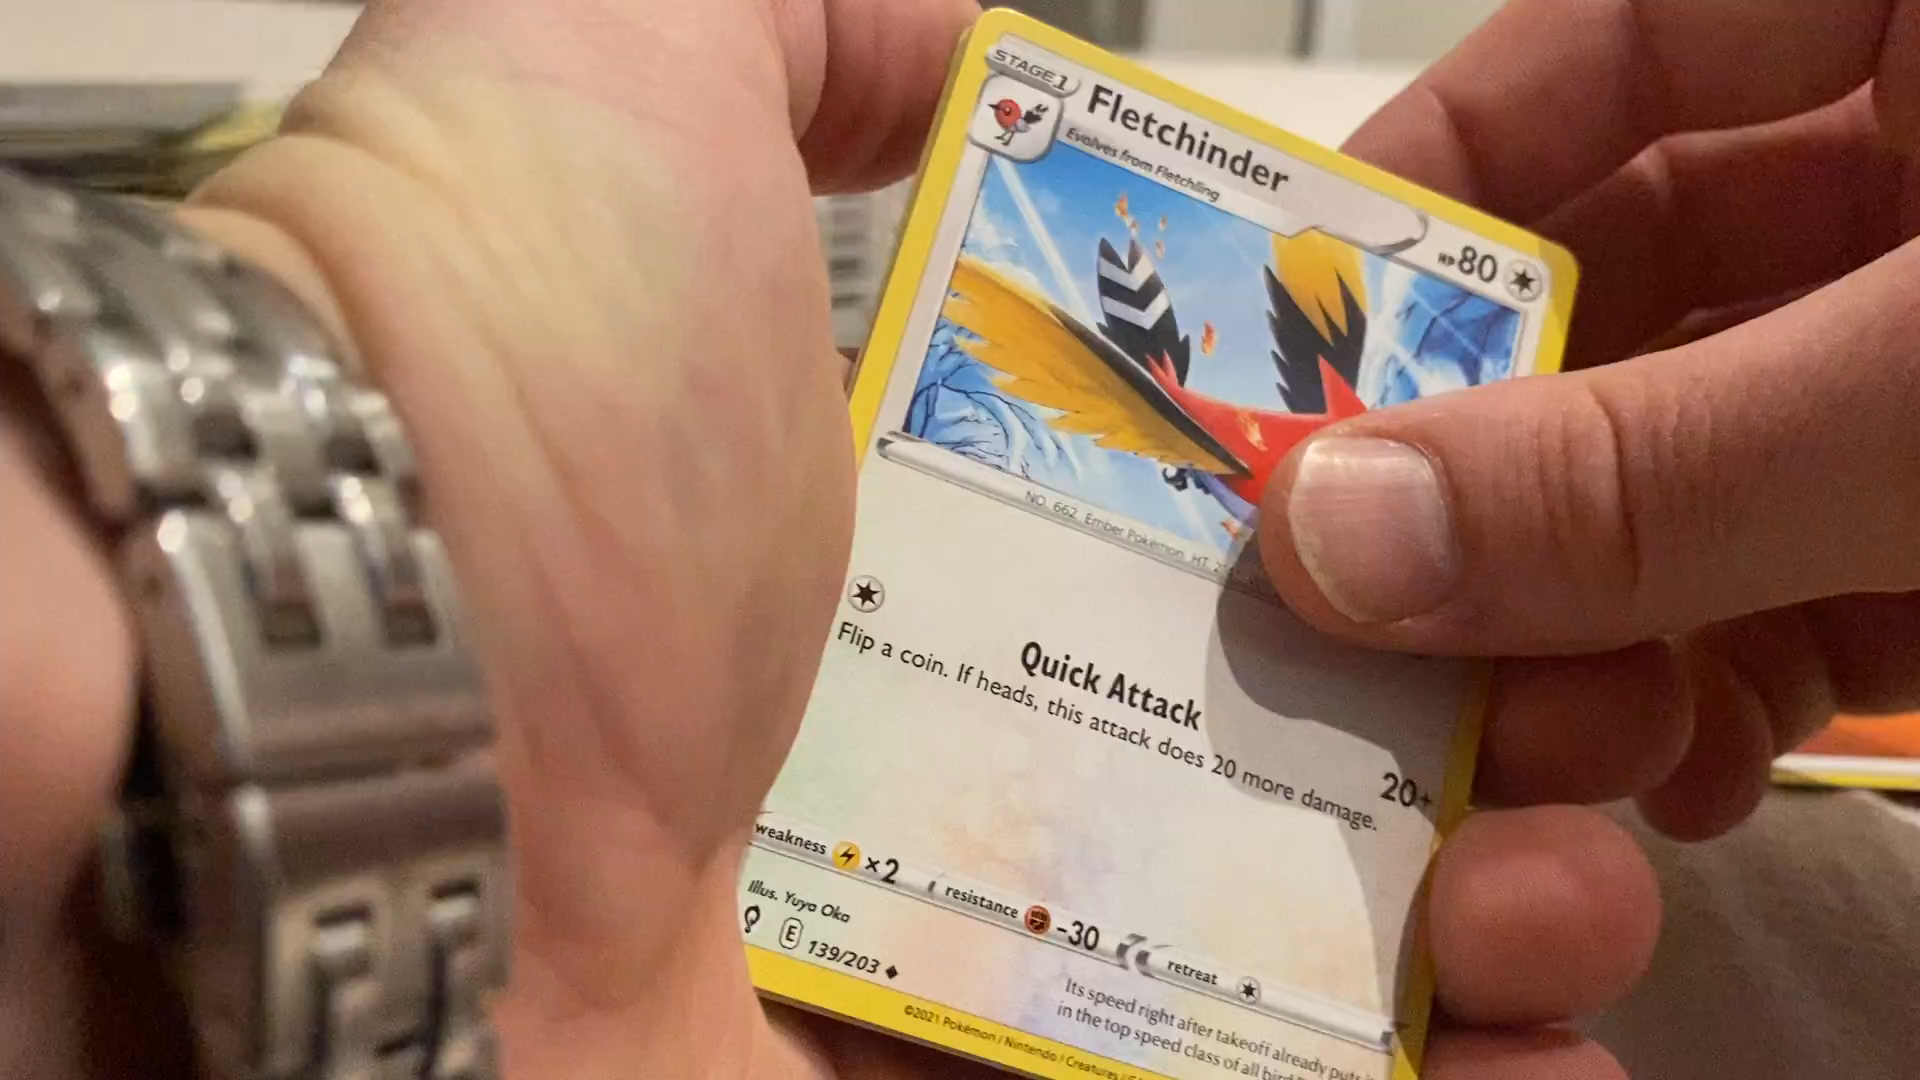 STAGE 1
Fletchinder
Evolves from Fletchling
HP 80
NO. 662 Ember Pokémon HT
Quick Attack
20+
Flip a coin. If heads, this attack does 20 more damage.
weakness ×2 resistance -30 retreat
Illus. Yuya Oka
E 139/203
Its speed right after takeoff already puts
in the top speed class of all bird
©2021 Pokémon / Nintendo / Creatures /